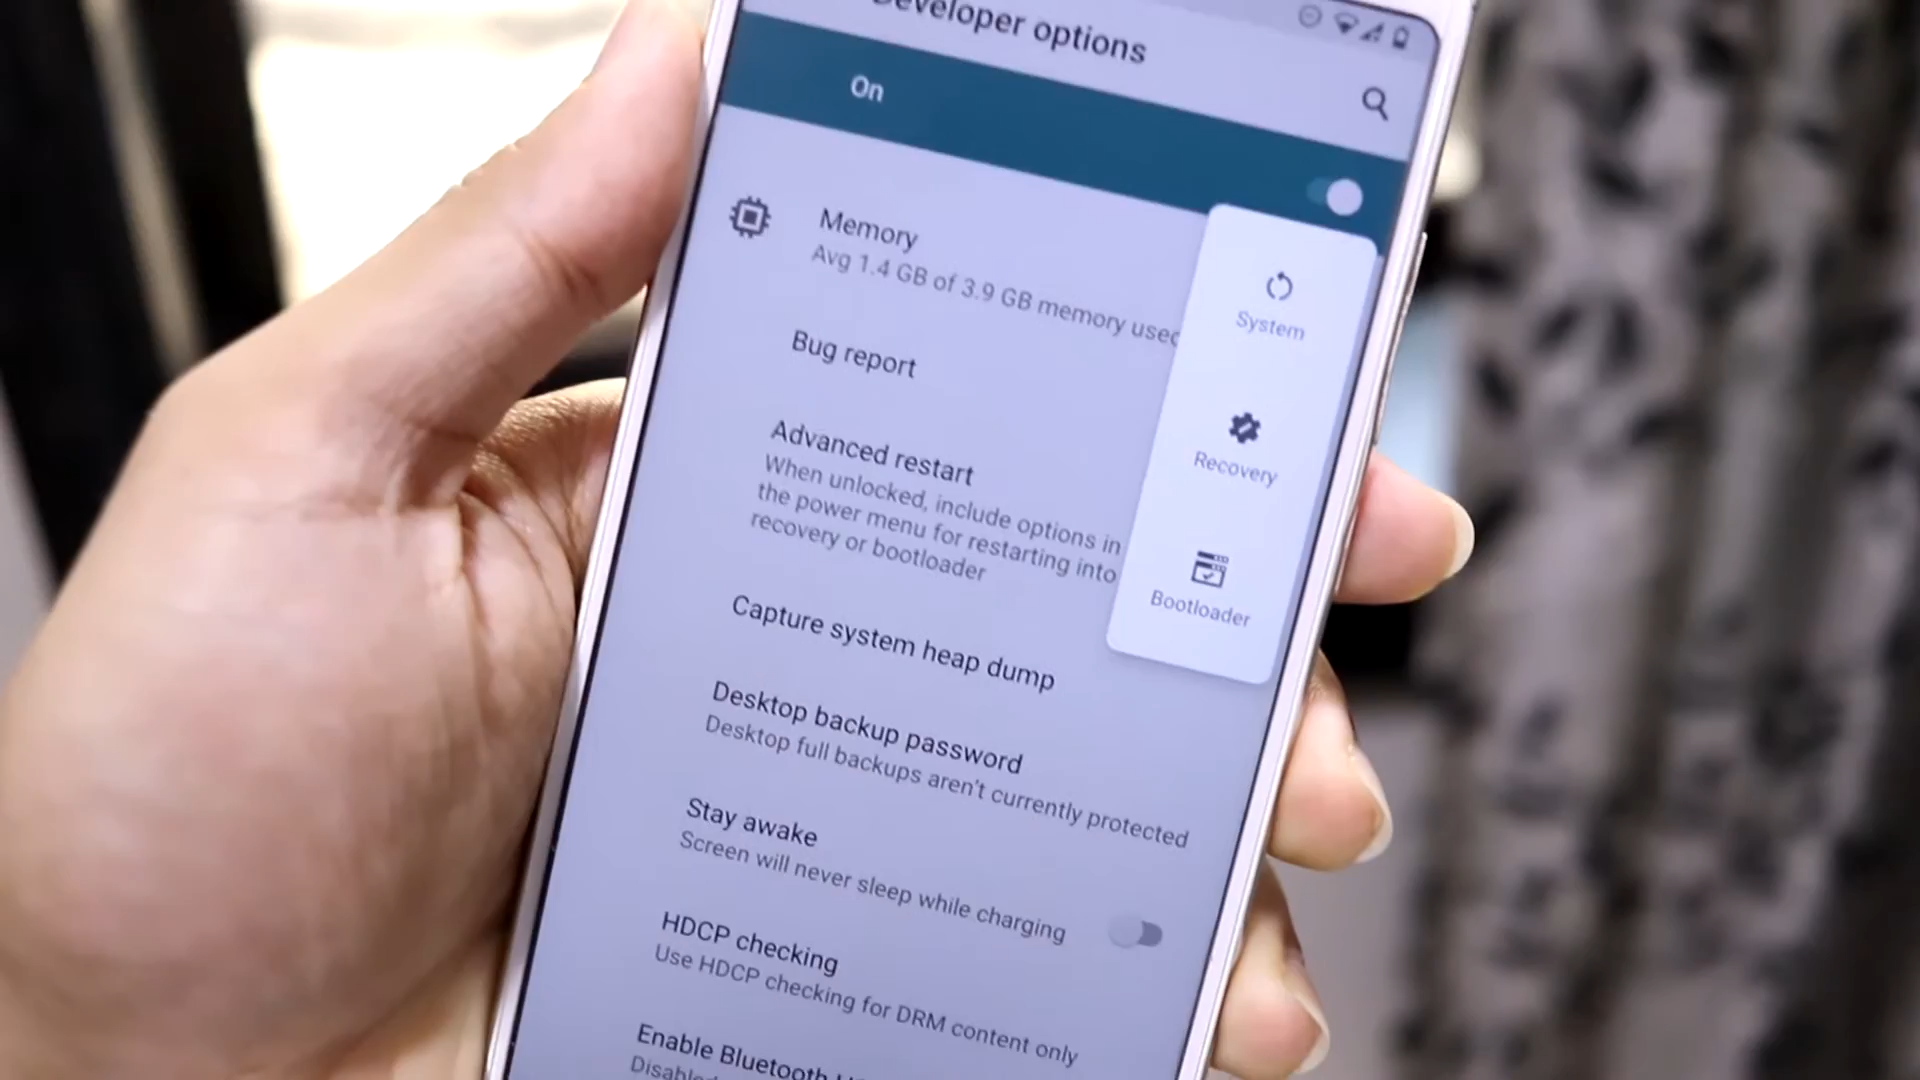 Developer options
On
Memory
Avg 1.4 GB of 3.9 GB memory used
Bug report
Advanced restart
When unlocked, include options in
the power menu for restarting into
recovery or bootloader
Capture system heap dump
Desktop backup password
Desktop full backups aren't currently protected
Stay awake
Screen will never sleep while charging
HDCP checking
Use HDCP checking for DRM content only
Enable Bluetooth
System
Recovery
Bootloader